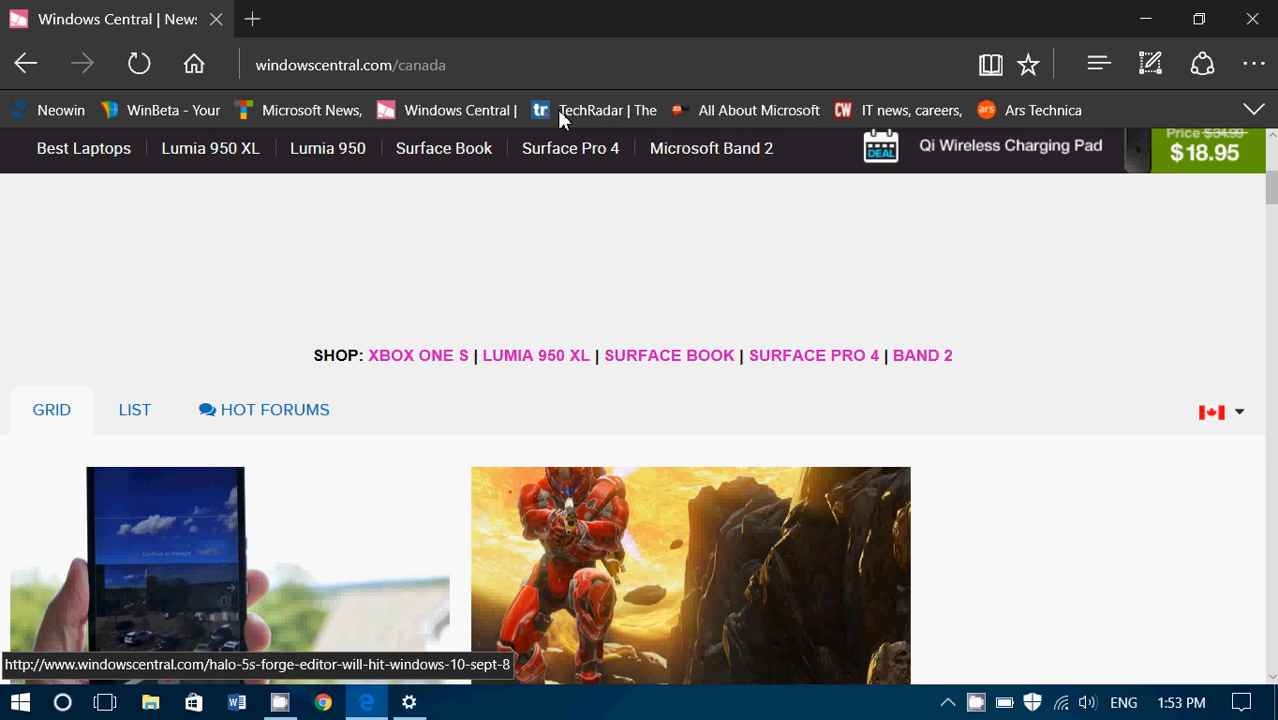 Windows Central | News
windowscentral.com/canada
Neowin WinBeta - Your Microsoft News, Windows Central | TechRadar | The All About Microsoft IT news, careers, Ars Technica
Best Laptops Lumia 950 XL Lumia 950 Surface Book Surface Pro 4 Microsoft Band 2 DEAL Qi Wireless Charging Pad Price $34.99
$18.95
SHOP: XBOX ONE S | LUMIA 950 XL | SURFACE BOOK | SURFACE PRO 4 | BAND 2
GRID LIST HOT FORUMS
http://www.windowscentral.com/halo-5s-forge-editor-will-hit-windows-10-sept-8
ENG 1:53 PM